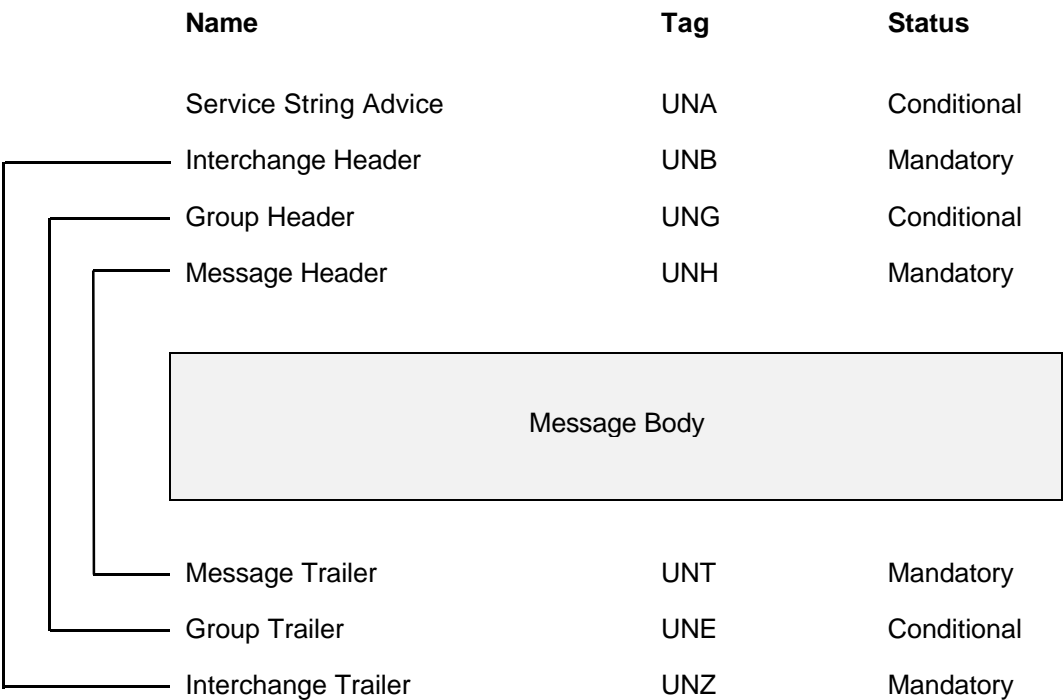 Name Tag Status
Service String Advice UNA Conditional
Interchange Header UNB Mandatory
Group Header UNG Conditional
Message Header UNH Mandatory
Message Body
Message Trailer UNT Mandatory
Group Trailer UNE Conditional
Interchange Trailer UNZ Mandatory